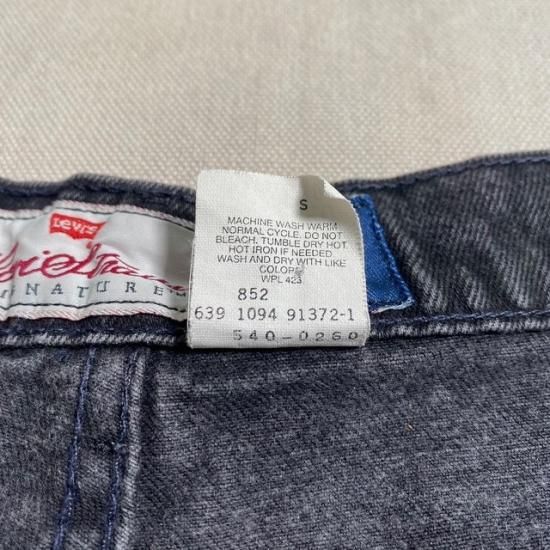 Levi's
NATURE
S
MACHINE WASH WARM
NORMAL CYCLE. DO NOT
BLEACH. TUMBLE DRY HOT.
HOT IRON IF NEEDED.
WASH AND DRY WITH LIKE
COLORS
WPL 423
852
639 1094 91372-1
540-0260